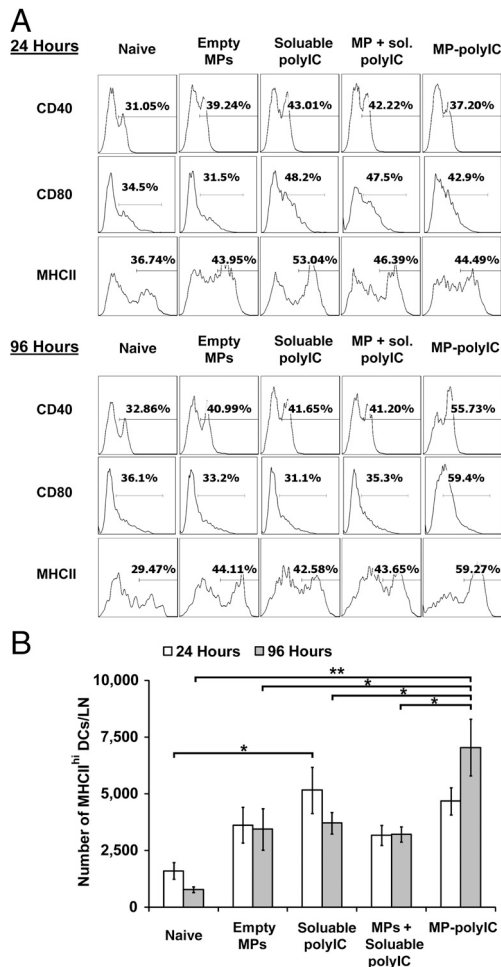 A
24 Hours
Naive
Empty
MPs
Soluable
polyIC
MP + sol.
polyIC
MP-polyIC
CD40
31.05%
39.24%
43.01%
42.22%
37.20%
CD80
34.5%
31.5%
48.2%
47.5%
42.9%
MHCII
36.74%
43.95%
53.04%
46.39%
44.49%
96 Hours
Naive
Empty
MPs
Soluable
polyIC
MP + sol.
polyIC
MP-polyIC
CD40
32.86%
40.99%
41.65%
41.20%
55.73%
CD80
36.1%
33.2%
31.1%
35.3%
59.4%
MHCII
29.47%
44.11%
42.58%
43.65%
59.27%
B
24 Hours
96 Hours
Number of MHCII^hi DCs/LN
10,000
7,500
5,000
2,500
0
**
*
*
*
*
Naive
Empty
MPs
Soluable
polyIC
MPs +
Soluable
polyIC
MP-polyIC